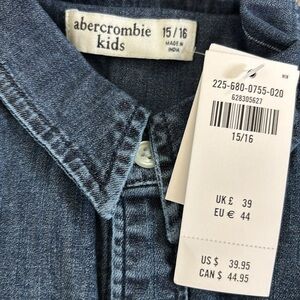 abercrombie
kids
15/16
MADE IN
INDIA
225-680-0755-020
628305627
15/16
UK £ 39
EU € 44
US $ 39.95
CAN $ 44.95